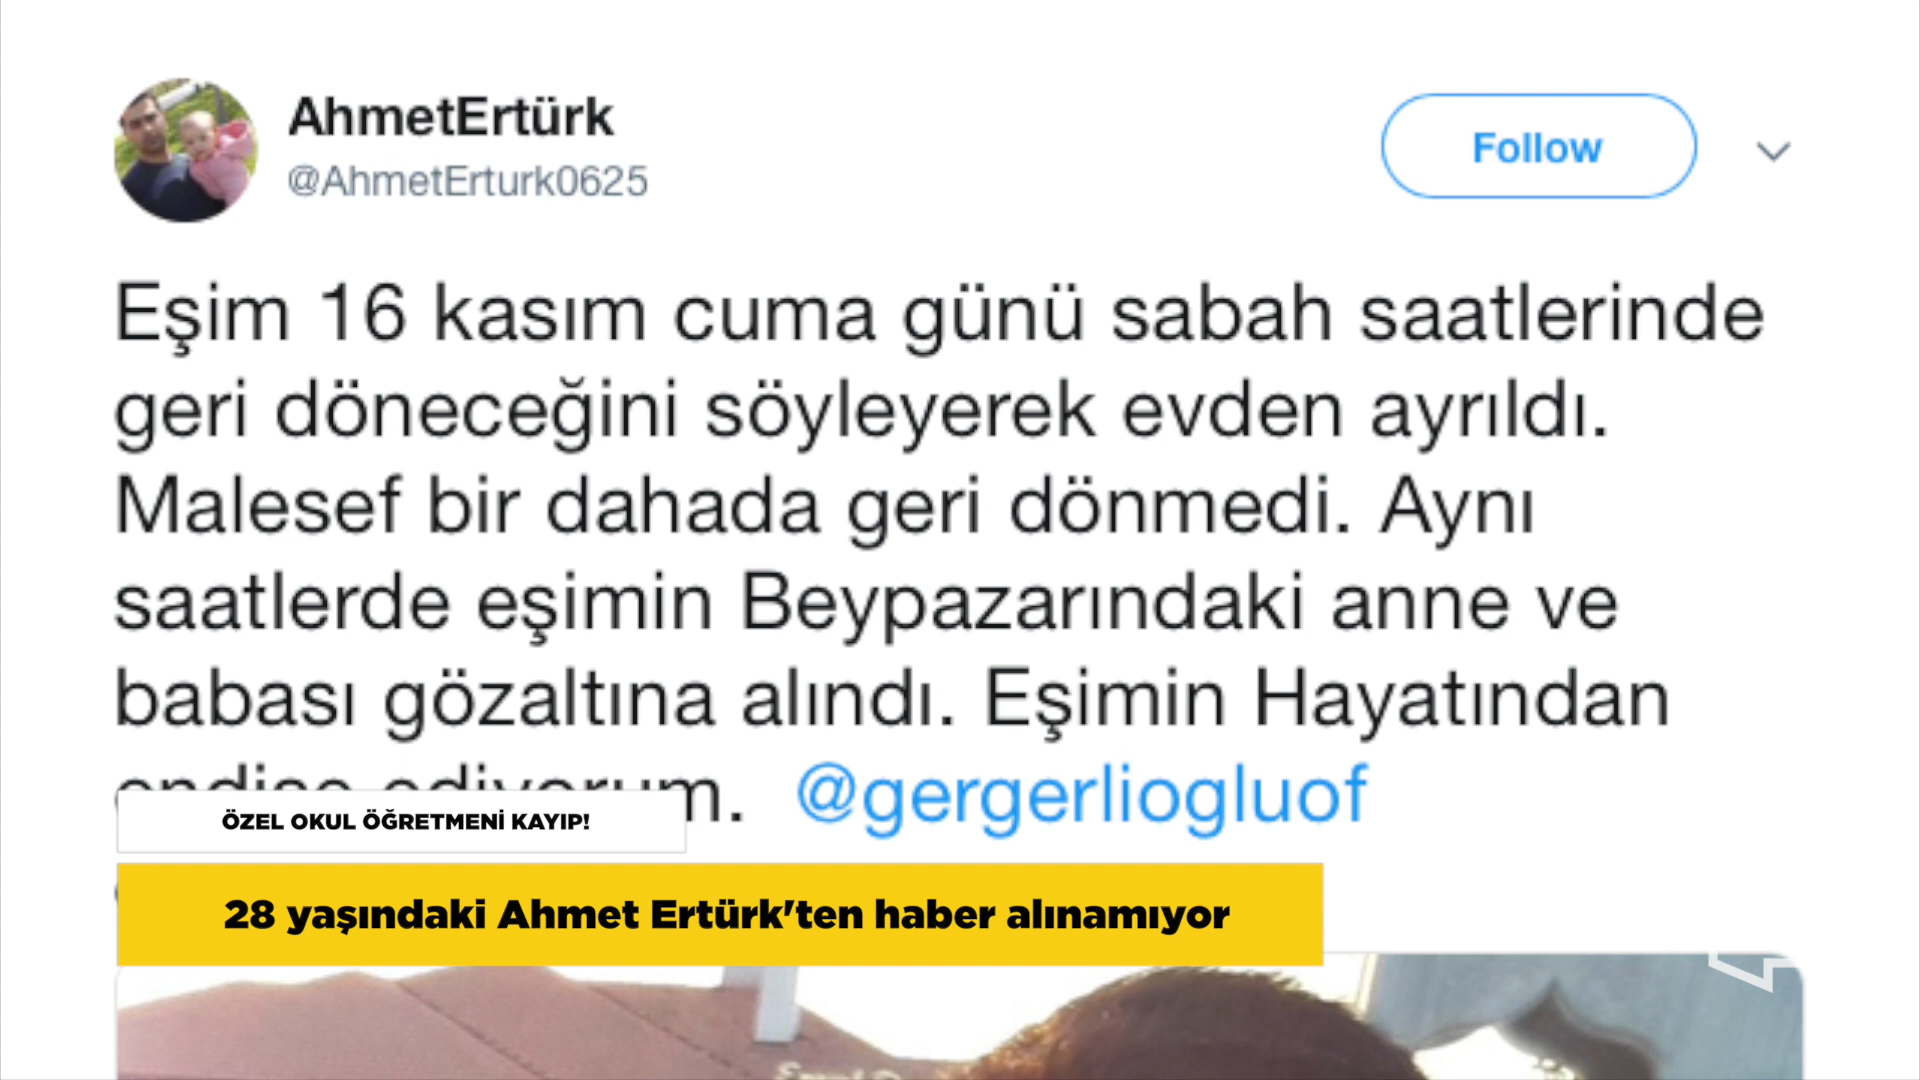 AhmetErtürk
@AhmetErturk0625
Follow
Eşim 16 kasım cuma günü sabah saatlerinde
geri döneceğini söyleyerek evden ayrıldı.
Malesef bir dahada geri dönmedi. Aynı
saatlerde eşimin Beypazarındaki anne ve
babası gözaltına alındı. Eşimin Hayatından
endişe ediyorum. @gergerliogluof
ÖZEL OKUL ÖĞRETMENİ KAYIP!
28 yaşındaki Ahmet Ertürk'ten haber alınamıyor